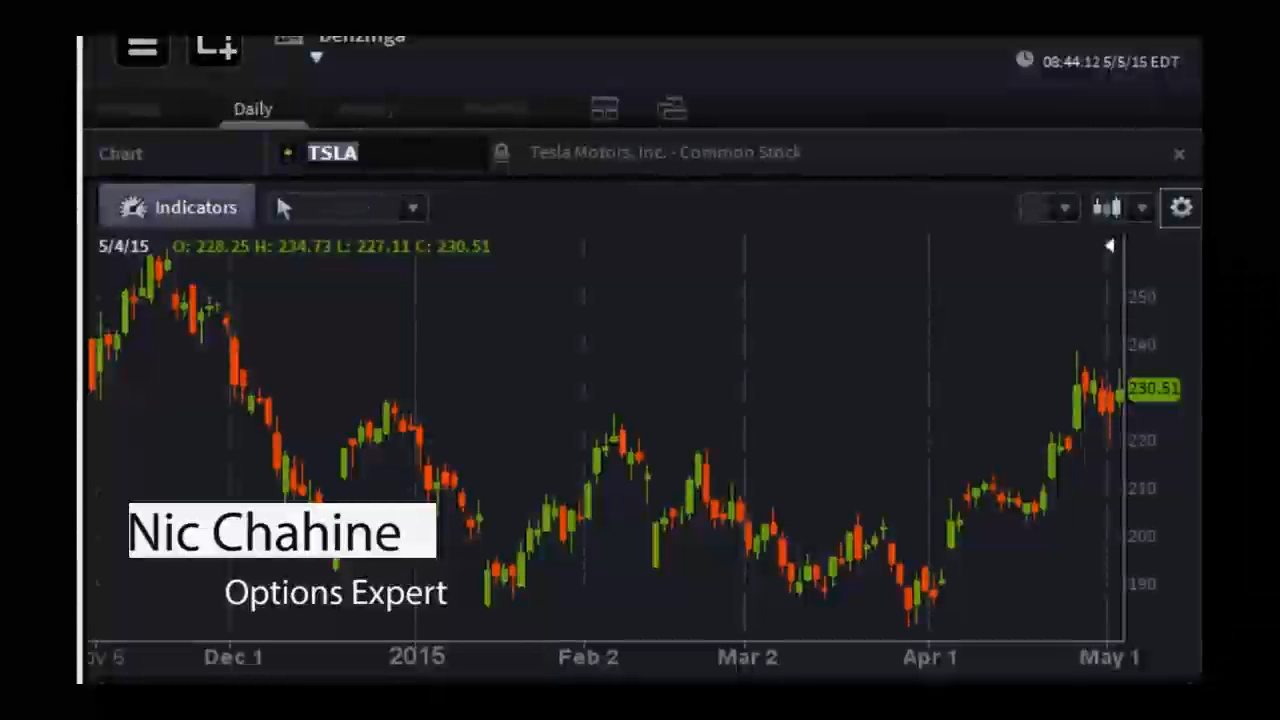 Benzinga
08:44:12 5/5/15 EDT
Daily
Chart TSLA Tesla Motors, Inc. - Common Stock
Indicators
5/4/15 O: 228.25 H: 234.73 L: 227.11 C: 230.51
250
240
230.51
220
210
200
190
Nic Chahine
Options Expert
Dec 1 2015 Feb 2 Mar 2 Apr 1 May 1